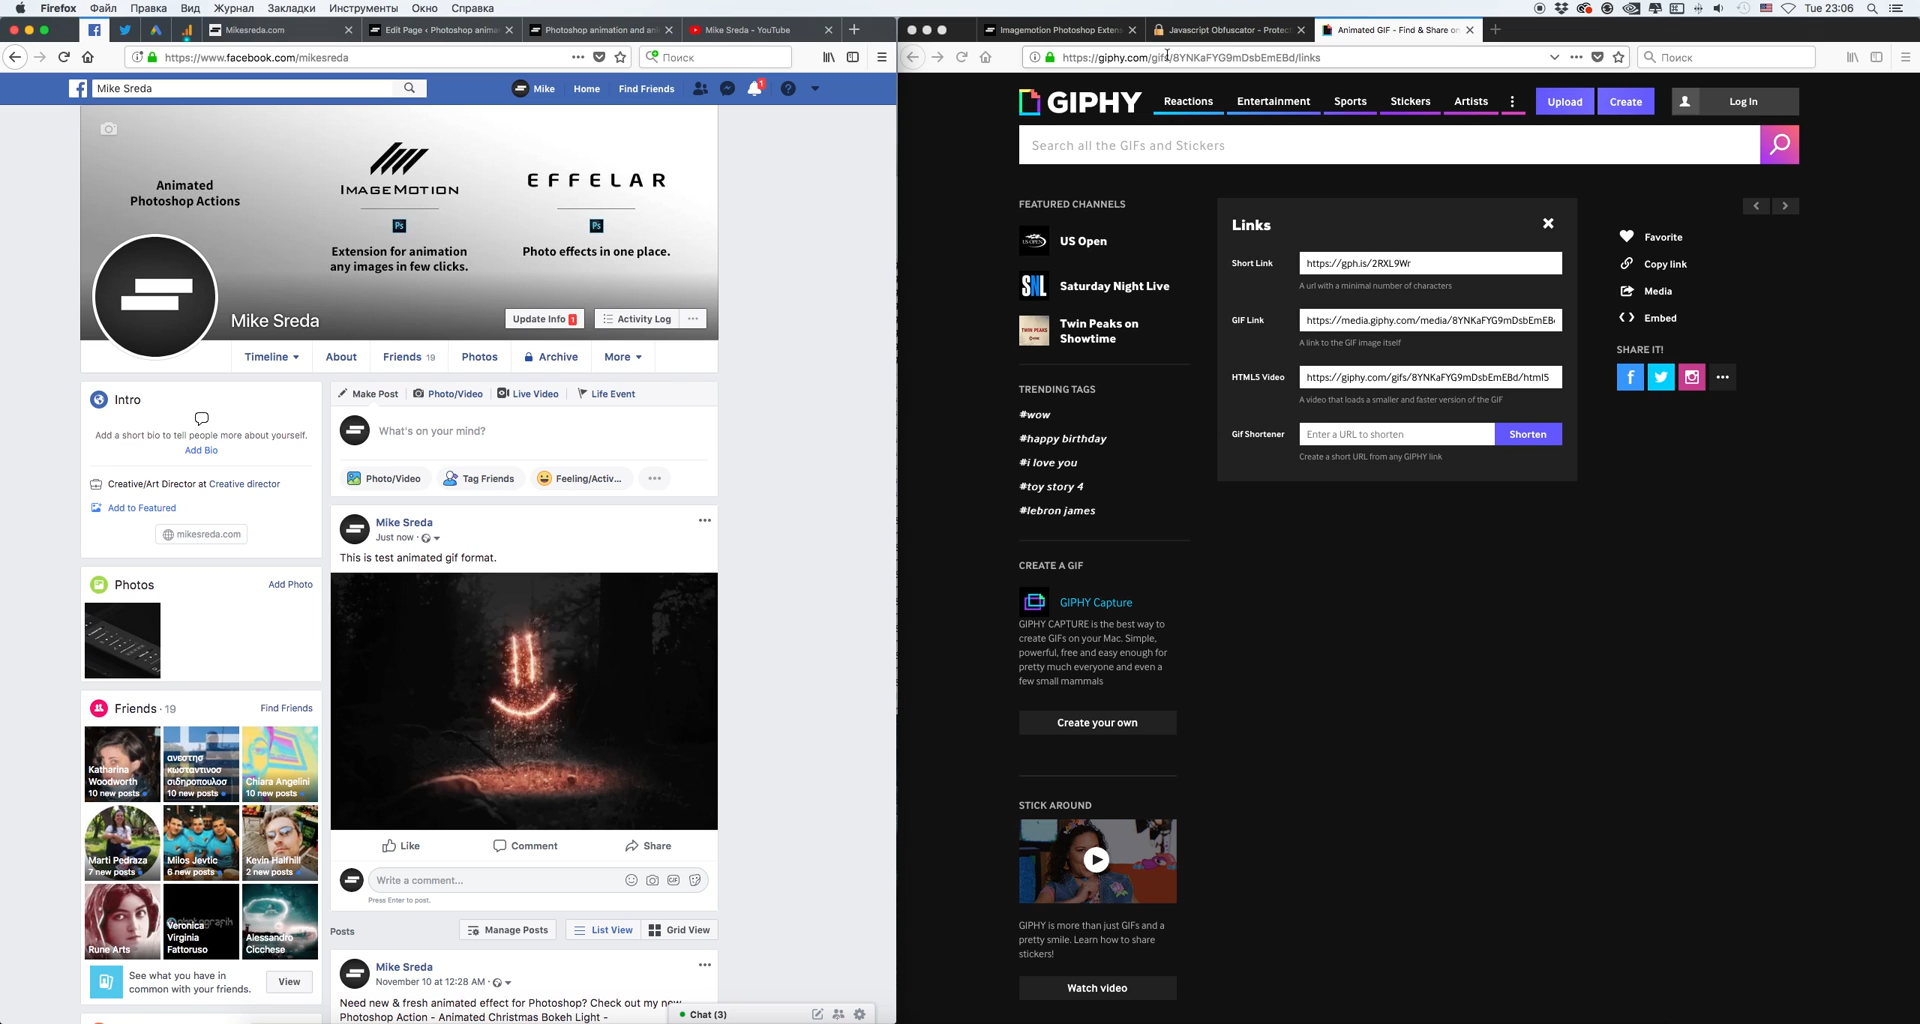 Firefox Файл Правка Вид Журнал Закладки Инструменты Окно Справка
Tue 23:06
Mikesreda.com
Edit Page ‹ Photoshop animat
Photoshop animation and ani
Mike Sreda - YouTube
https://www.facebook.com/mikesreda
Поиск
Mike Sreda
Mike Home Find Friends
1
Animated
Photoshop Actions
IMAGEMOTION
Ps
Extension for animation
any images in few clicks.
EFFELAR
Ps
Photo effects in one place.
Mike Sreda
Update Info 1
Activity Log
Timeline About Friends 19 Photos Archive More
Intro
Add a short bio to tell people more about yourself.
Add Bio
Creative/Art Director at Creative director
Add to Featured
mikesreda.com
Photos
Add Photo
Friends · 19
Find Friends
Katharina
Woodworth
10 new posts
ανεστησ
κωσταντινοσ
σιδηροπουλοσ
10 new posts
Chiara Angelini
10 new posts
Marti Pedraza
7 new posts
Milos Jevtic
6 new posts
Kevin Halfhill
2 new posts
Rune Arts
Veronica
Virginia
Fattoruso
Alessandro
Cicchese
See what you have in
common with your friends.
View
Make Post Photo/Video Live Video Life Event
What's on your mind?
Photo/Video Tag Friends Feeling/Activ...
Mike Sreda
Just now ·
This is test animated gif format.
Like Comment Share
Write a comment...
GIF
Press Enter to post.
Posts
Manage Posts List View Grid View
Mike Sreda
November 10 at 12:28 AM ·
Need new & fresh animated effect for Photoshop? Check out my new
Photoshop Action - Animated Christmas Bokeh Light -
Chat (3)
Imagemotion Photoshop Extens
Javascript Obfuscator - Protec
Animated GIF - Find & Share on
https://giphy.com/gifs/8YNKaFYG9mDsbEmEBd/links
Поиск
GIPHY
Reactions Entertainment Sports Stickers Artists
Upload
Create
Log In
Search all the GIFs and Stickers
FEATURED CHANNELS
US Open
SNL
Saturday Night Live
TWIN PEAKS
Twin Peaks on
Showtime
TRENDING TAGS
#wow
#happy birthday
#i love you
#toy story 4
#lebron james
CREATE A GIF
GIPHY Capture
GIPHY CAPTURE is the best way to
create GIFs on your Mac. Simple,
powerful, free and easy enough for
pretty much everyone and even a
few small mammals
Create your own
STICK AROUND
GIPHY is more than just GIFs and a
pretty smile. Learn how to share
stickers!
Watch video
Links
Short Link
https://gph.is/2RXL9Wr
A url with a minimal number of characters
GIF Link
https://media.giphy.com/media/8YNKaFYG9mDsbEmEB
A link to the GIF image itself
HTML5 Video
https://giphy.com/gifs/8YNKaFYG9mDsbEmEBd/html5
A video that loads a smaller and faster version of the GIF
Gif Shortener
Enter a URL to shorten
Shorten
Create a short URL from any GIPHY link
Favorite
Copy link
Media
Embed
SHARE IT!